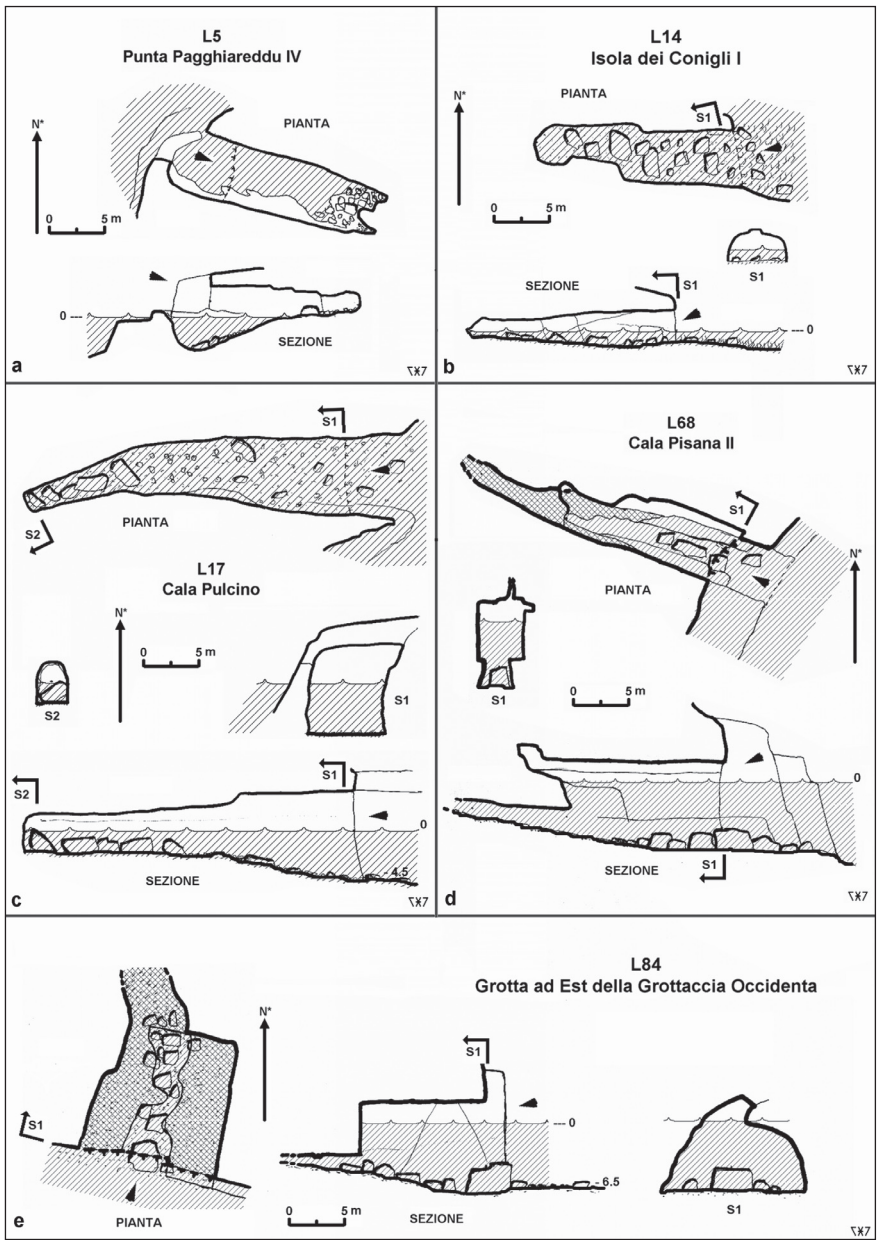 L5
Punta Pagghiareddu IV
N*
PIANTA
0 5 m
0
SEZIONE
a
L14
Isola dei Conigli I
PIANTA
N*
S1
0 5 m
S1
SEZIONE
S1
0
b
S1
S2
PIANTA
L17
Cala Pulcino
N*
0 5 m
S2
S1
S2
S1
0
SEZIONE
- 4.5
c
L68
Cala Pisana II
S1
N*
PIANTA
S1
0 5 m
0
S1
SEZIONE
d
L84
Grotta ad Est della Grottaccia Occidenta
N*
S1
S1
0
- 6.5
S1
0 5 m
SEZIONE
PIANTA
e